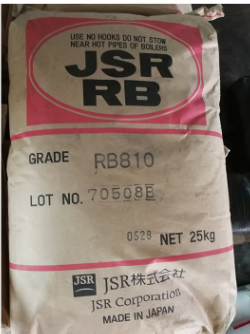 USE NO HOOKS DO NOT STOW
NEAR HOT PIPES OF BOILERS
JSR
RB
GRADE RB810
LOT NO. 70508E
0528 NET 25kg
JSR JSR株式会社
JSR Corporation
MADE IN JAPAN